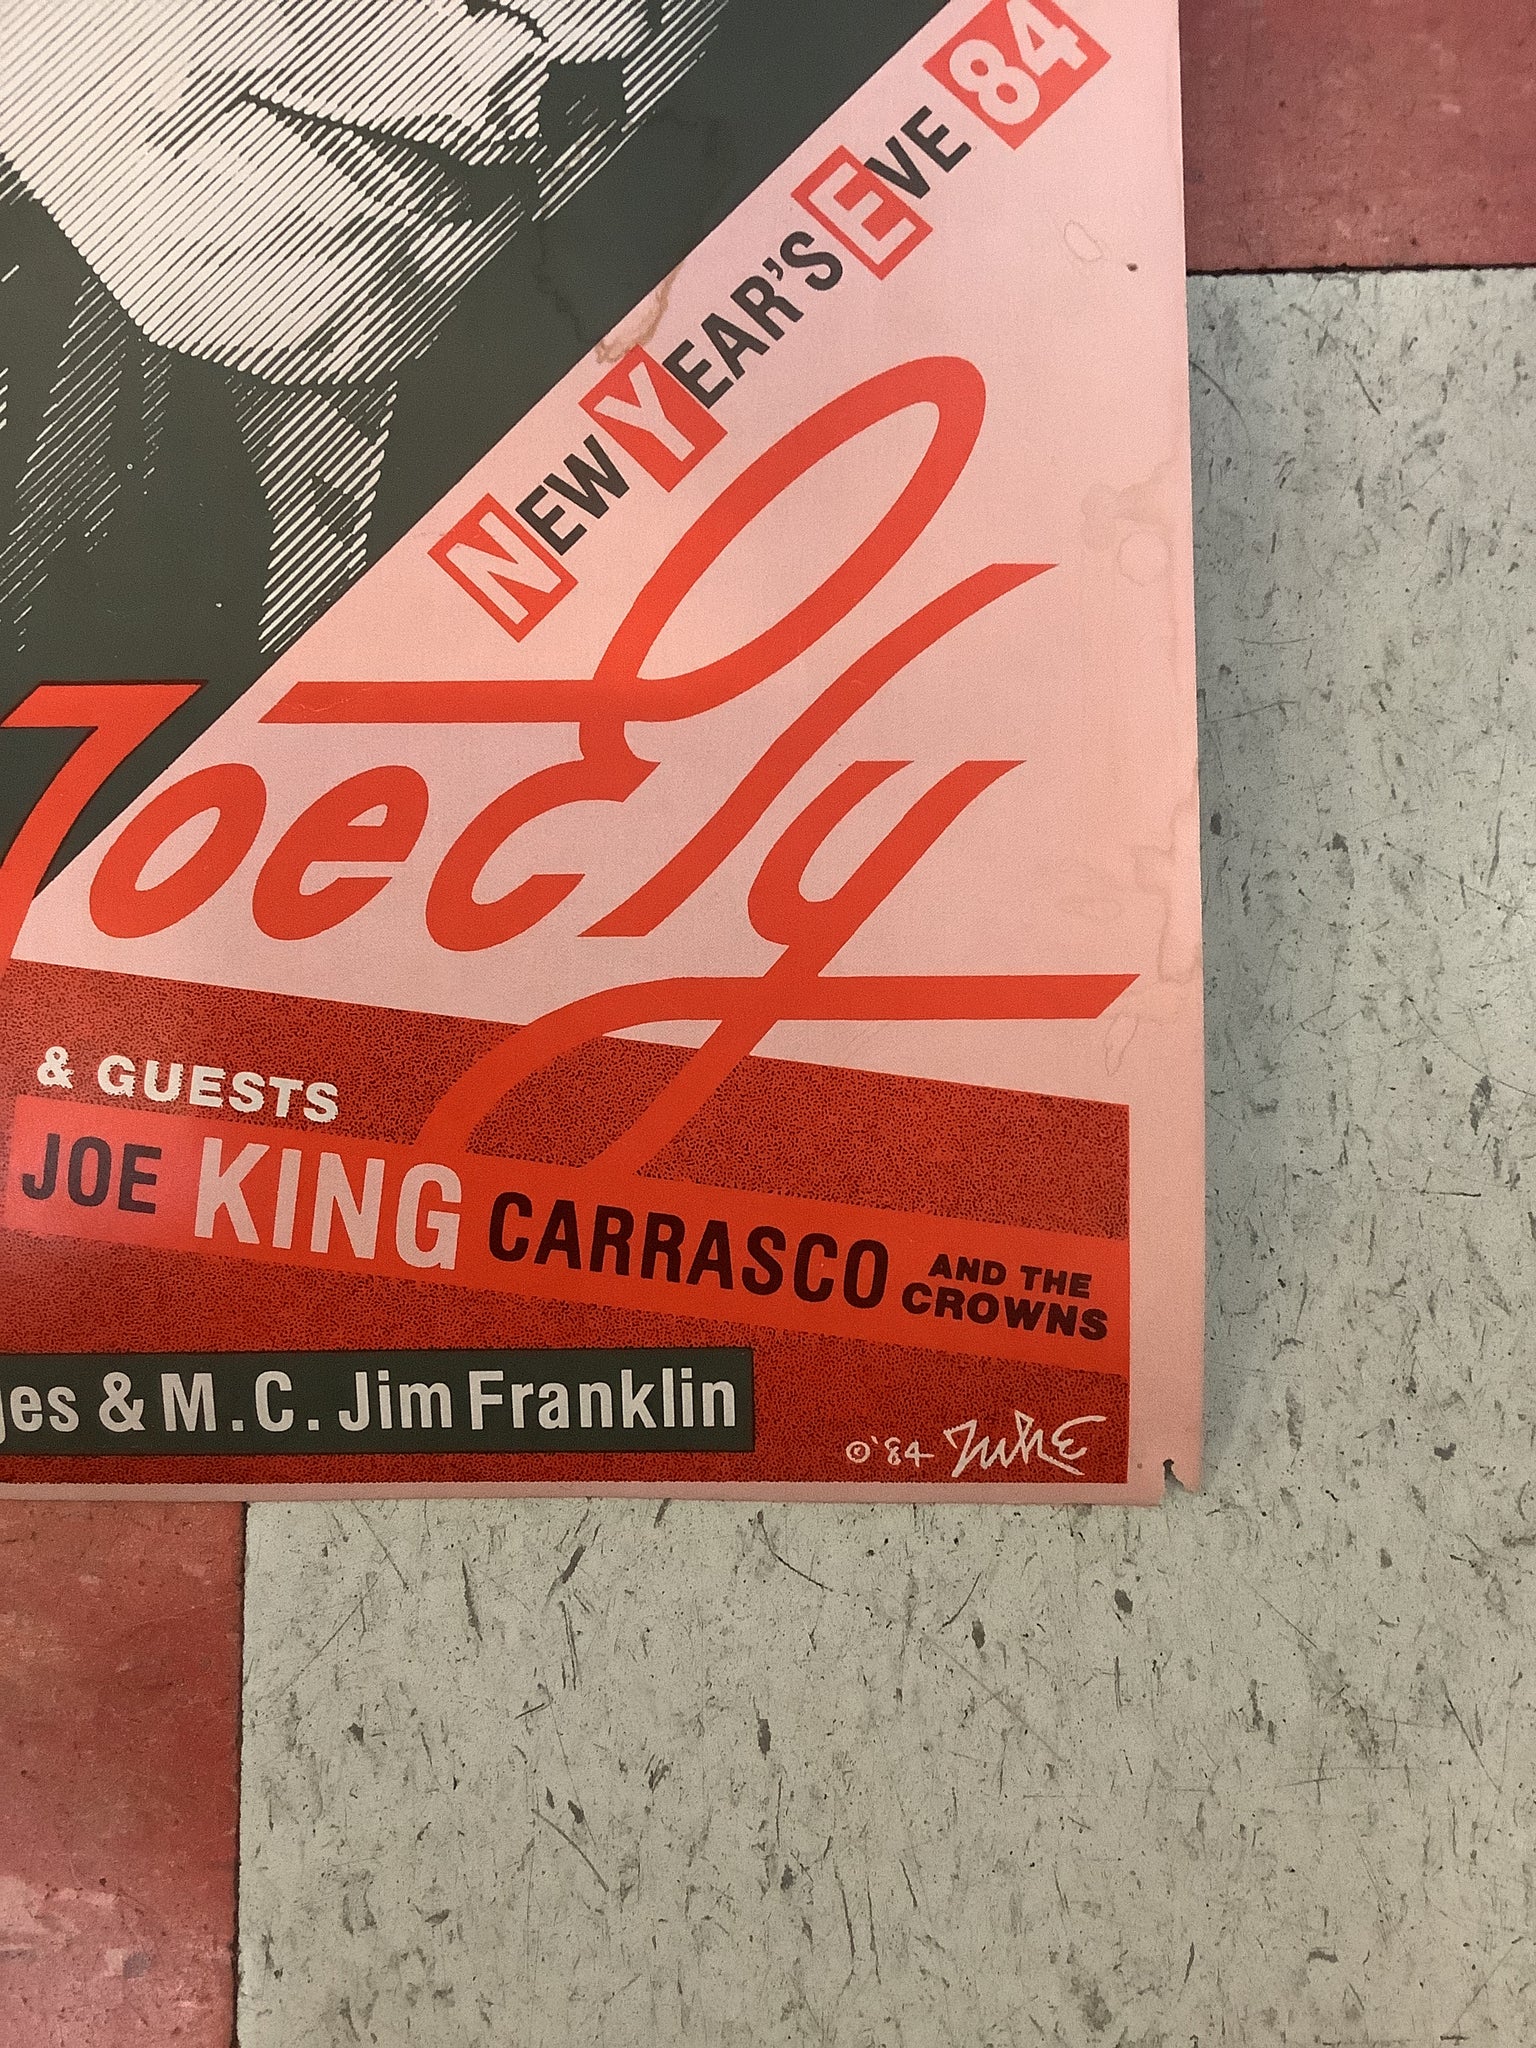 NEW YEAR'S EVE 84
Joe Ely
& GUESTS
JOE KING CARRASCO AND THE CROWNS
ges & M.C. Jim Franklin
©'84